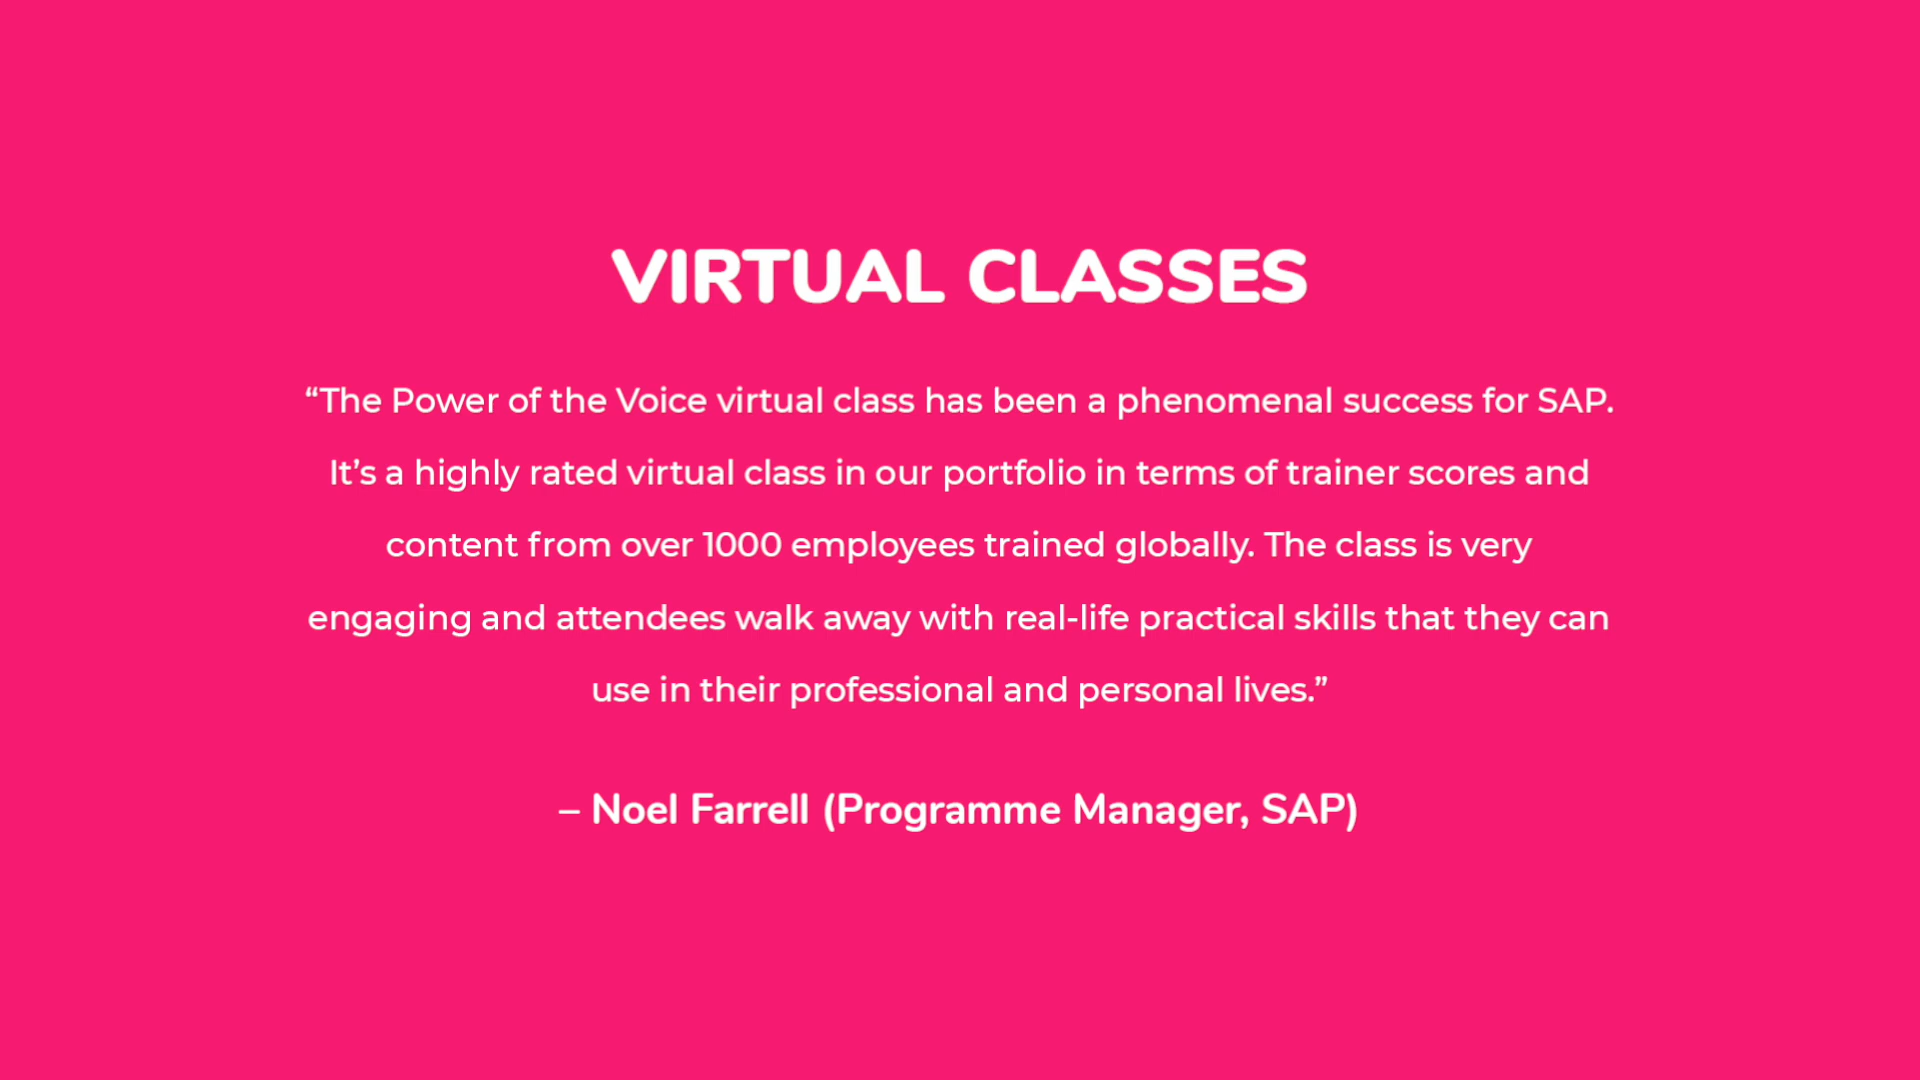 VIRTUAL CLASSES
“The Power of the Voice virtual class has been a phenomenal success for SAP.
It’s a highly rated virtual class in our portfolio in terms of trainer scores and
content from over 1000 employees trained globally. The class is very
engaging and attendees walk away with real-life practical skills that they can
use in their professional and personal lives.”
– Noel Farrell (Programme Manager, SAP)